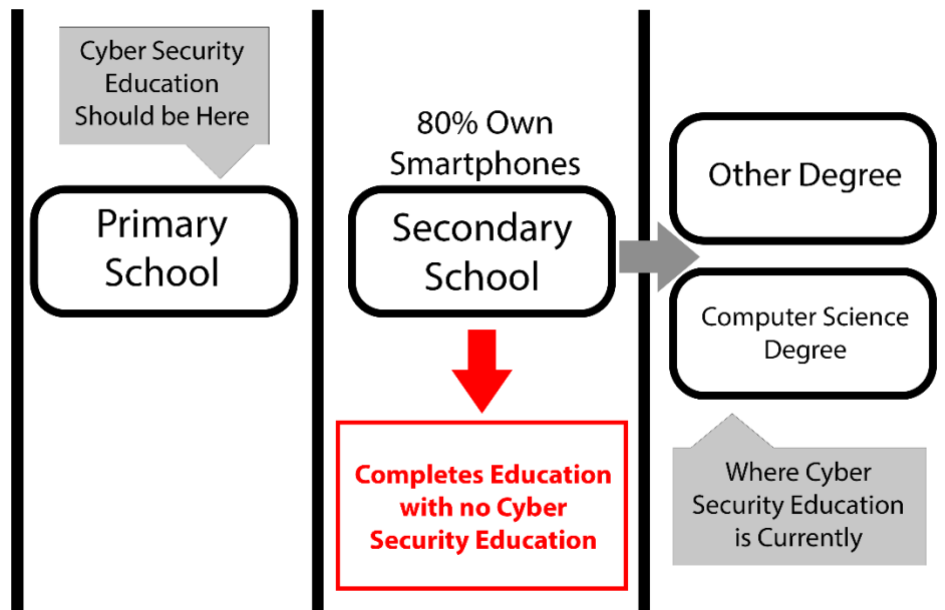 Cyber Security
Education
Should be Here
Primary
School
80% Own
Smartphones
Secondary
School
Completes Education
with no Cyber
Security Education
Other Degree
Computer Science
Degree
Where Cyber
Security Education
is Currently